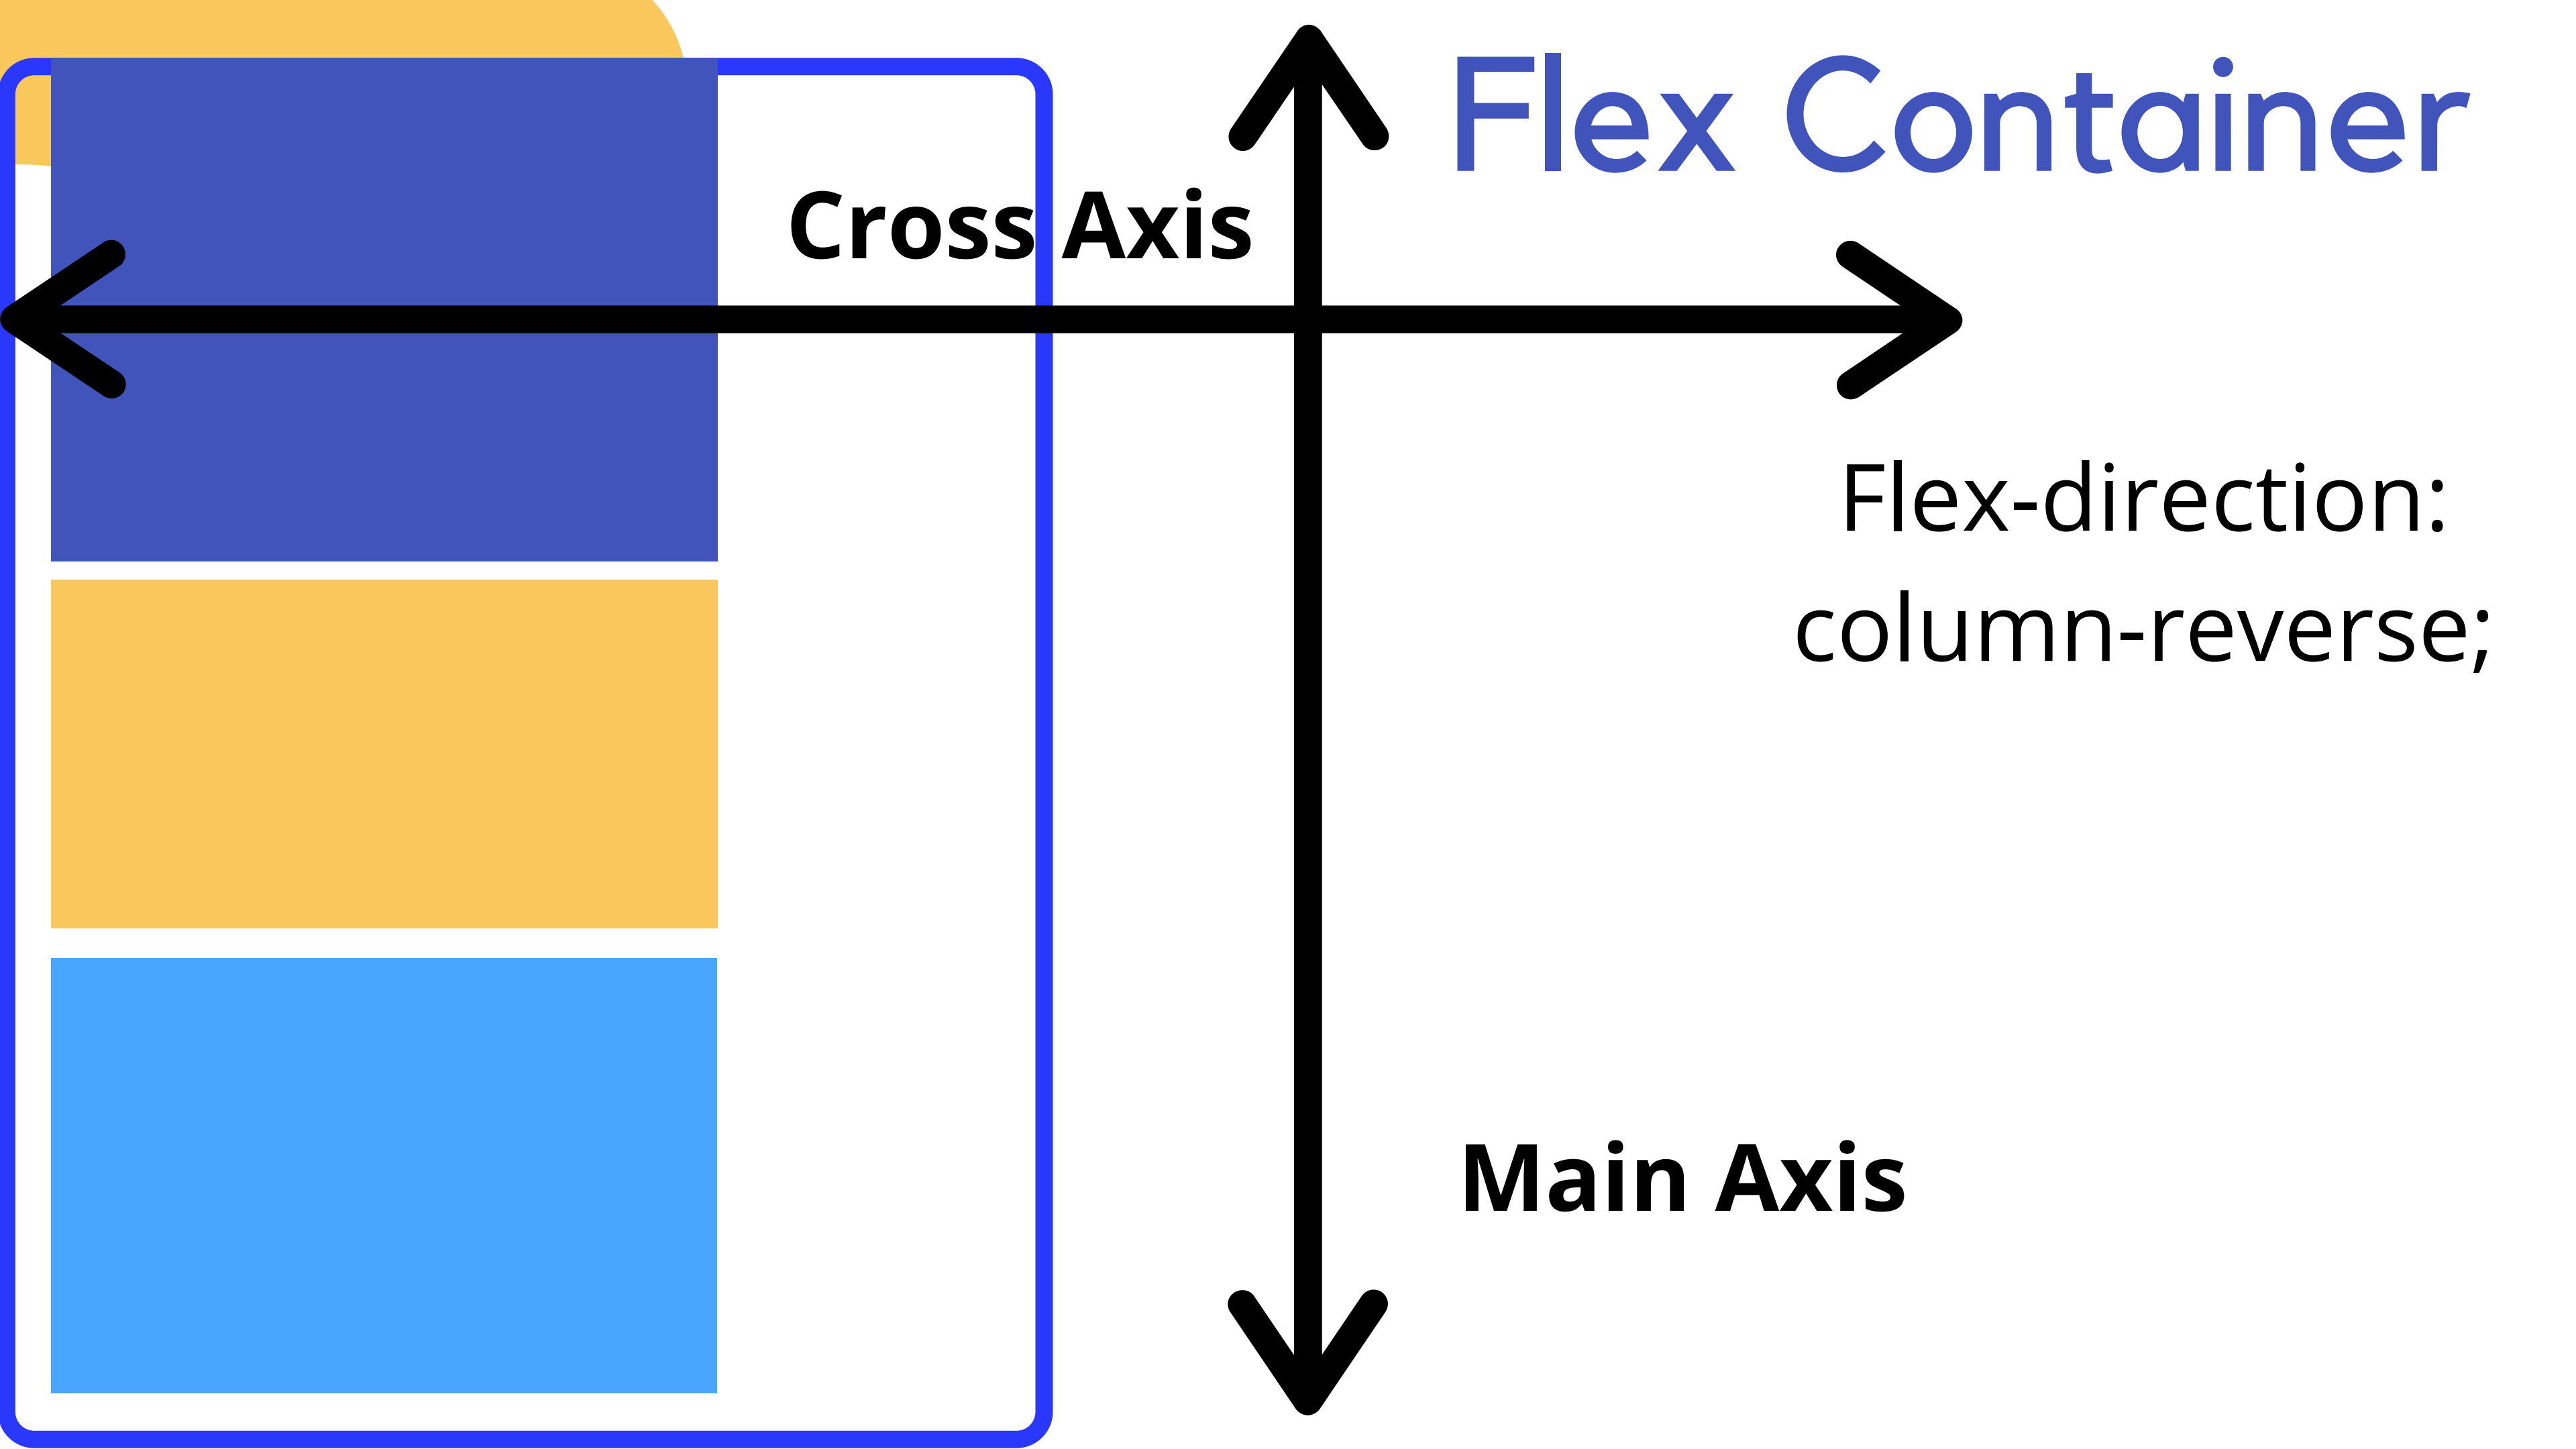 Flex Container
Cross Axis
Flex-direction:
column-reverse;
Main Axis